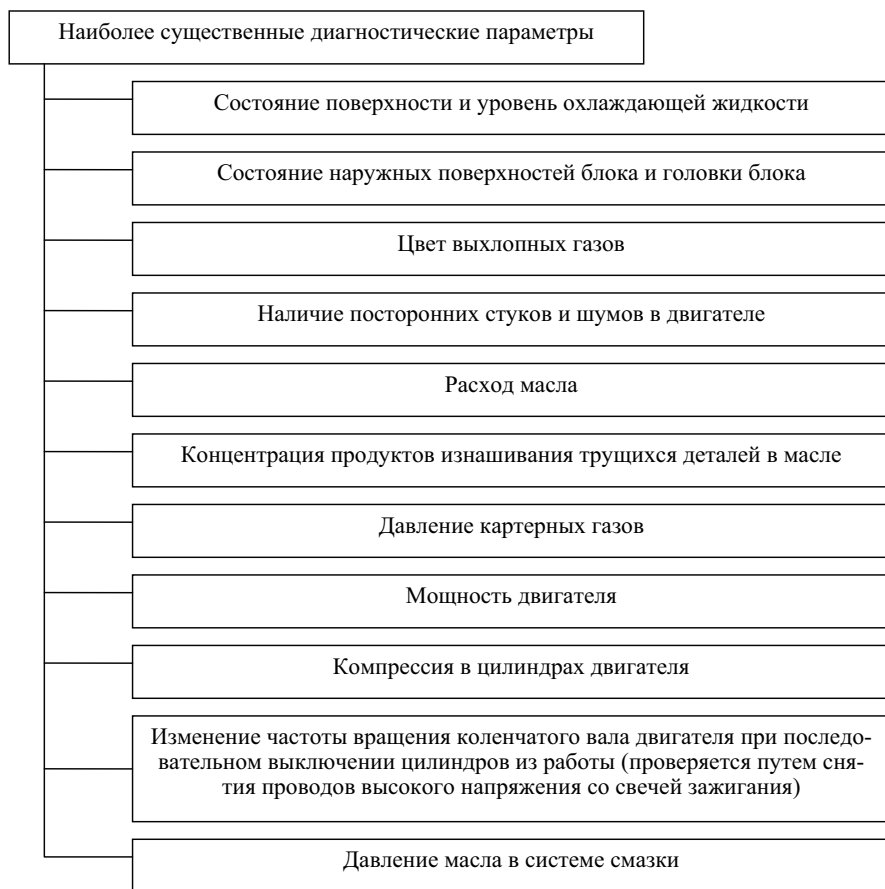 Наиболее существенные диагностические параметры
Состояние поверхности и уровень охлаждающей жидкости
Состояние наружных поверхностей блока и головки блока
Цвет выхлопных газов
Наличие посторонних стуков и шумов в двигателе
Расход масла
Концентрация продуктов изнашивания трущихся деталей в масле
Давление картерных газов
Мощность двигателя
Компрессия в цилиндрах двигателя
Изменение частоты вращения коленчатого вала двигателя при последо-
вательном выключении цилиндров из работы (проверяется путем сня-
тия проводов высокого напряжения со свечей зажигания)
Давление масла в системе смазки